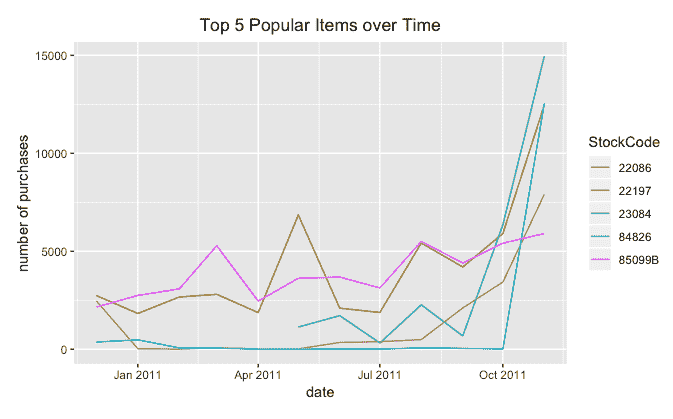 Top 5 Popular Items over Time
number of purchases
15000
10000
5000
0
Jan 2011
Apr 2011
Jul 2011
Oct 2011
date
StockCode
22086
22197
23084
84826
85099B